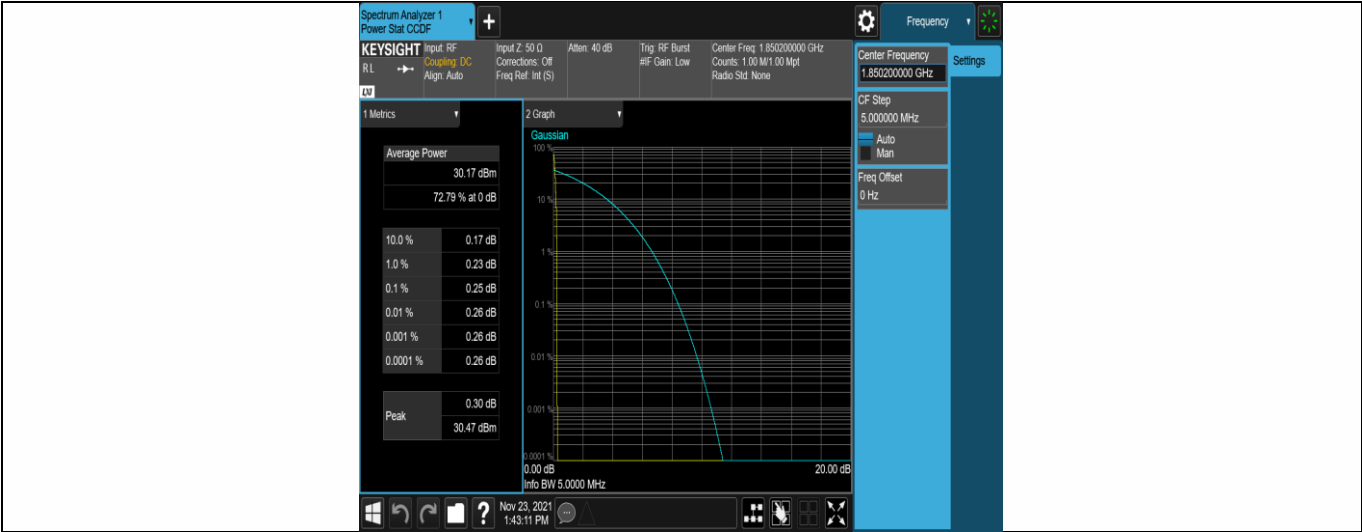 Spectrum Analyzer 1
Power Stat CCDF
+
Frequency
KEYSIGHT
RL
LXI
Input: RF
Coupling: DC
Align: Auto
Input Z: 50 Ω
Corrections: Off
Freq Ref: Int (S)
Atten: 40 dB
Trig: RF Burst
#IF Gain: Low
Center Freq: 1.850200000 GHz
Counts: 1.00 M/1.00 Mpt
Radio Std: None
Center Frequency
1.850200000 GHz
Settings
CF Step
5.000000 MHz
Auto
Man
Freq Offset
0 Hz
1 Metrics
Average Power
30.17 dBm
72.79 % at 0 dB
10.0 % 0.17 dB
1.0 % 0.23 dB
0.1 % 0.25 dB
0.01 % 0.26 dB
0.001 % 0.26 dB
0.0001 % 0.26 dB
Peak
0.30 dB
30.47 dBm
2 Graph
Gaussian
100 %
10 %
1 %
0.1 %
0.01 %
0.001 %
0.0001 %
0.00 dB 20.00 dB
Info BW 5.0000 MHz
?
Nov 23, 2021
1:43:11 PM